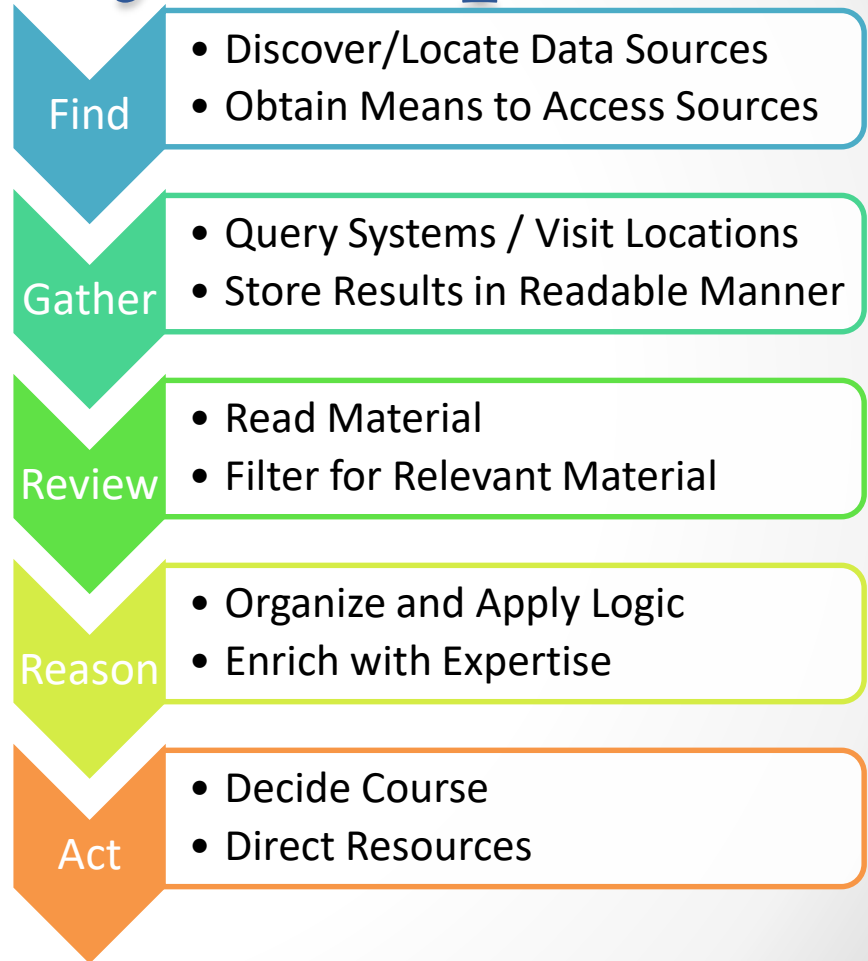 Find
• Discover/Locate Data Sources
• Obtain Means to Access Sources
Gather
• Query Systems / Visit Locations
• Store Results in Readable Manner
Review
• Read Material
• Filter for Relevant Material
Reason
• Organize and Apply Logic
• Enrich with Expertise
Act
• Decide Course
• Direct Resources